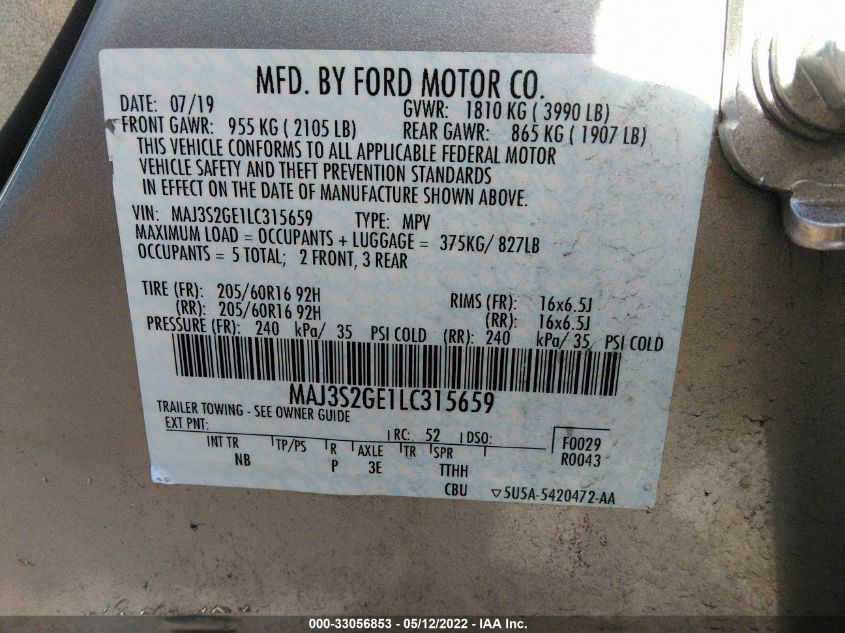 MFD. BY FORD MOTOR CO.
DATE: 07/19 GVWR: 1810 KG ( 3990 LB)
FRONT GAWR: 955 KG ( 2105 LB) REAR GAWR: 865 KG ( 1907 LB)
THIS VEHICLE CONFORMS TO ALL APPLICABLE FEDERAL MOTOR
VEHICLE SAFETY AND THEFT PREVENTION STANDARDS
IN EFFECT ON THE DATE OF MANUFACTURE SHOWN ABOVE.
VIN: MAJ3S2GE1LC315659 TYPE: MPV
MAXIMUM LOAD = OCCUPANTS + LUGGAGE = 375KG/ 827LB
OCCUPANTS = 5 TOTAL; 2 FRONT, 3 REAR
TIRE (FR): 205/60R16 92H RIMS (FR): 16x6.5J
(RR): 205/60R16 92H (RR): 16x6.5J
PRESSURE (FR): 240 kPa/ 35 PSI COLD (RR): 240 kPa/ 35 PSI COLD
MAJ3S2GE1LC315659
TRAILER TOWING - SEE OWNER GUIDE
EXT PNT: RC: 52 DSO: F0029
R0043
INT TR TP/PS R AXLE TR SPR
NB P 3E TTHH
CBU ▽5U5A-5420472-AA
000-33056853 - 05/12/2022 - IAA Inc.